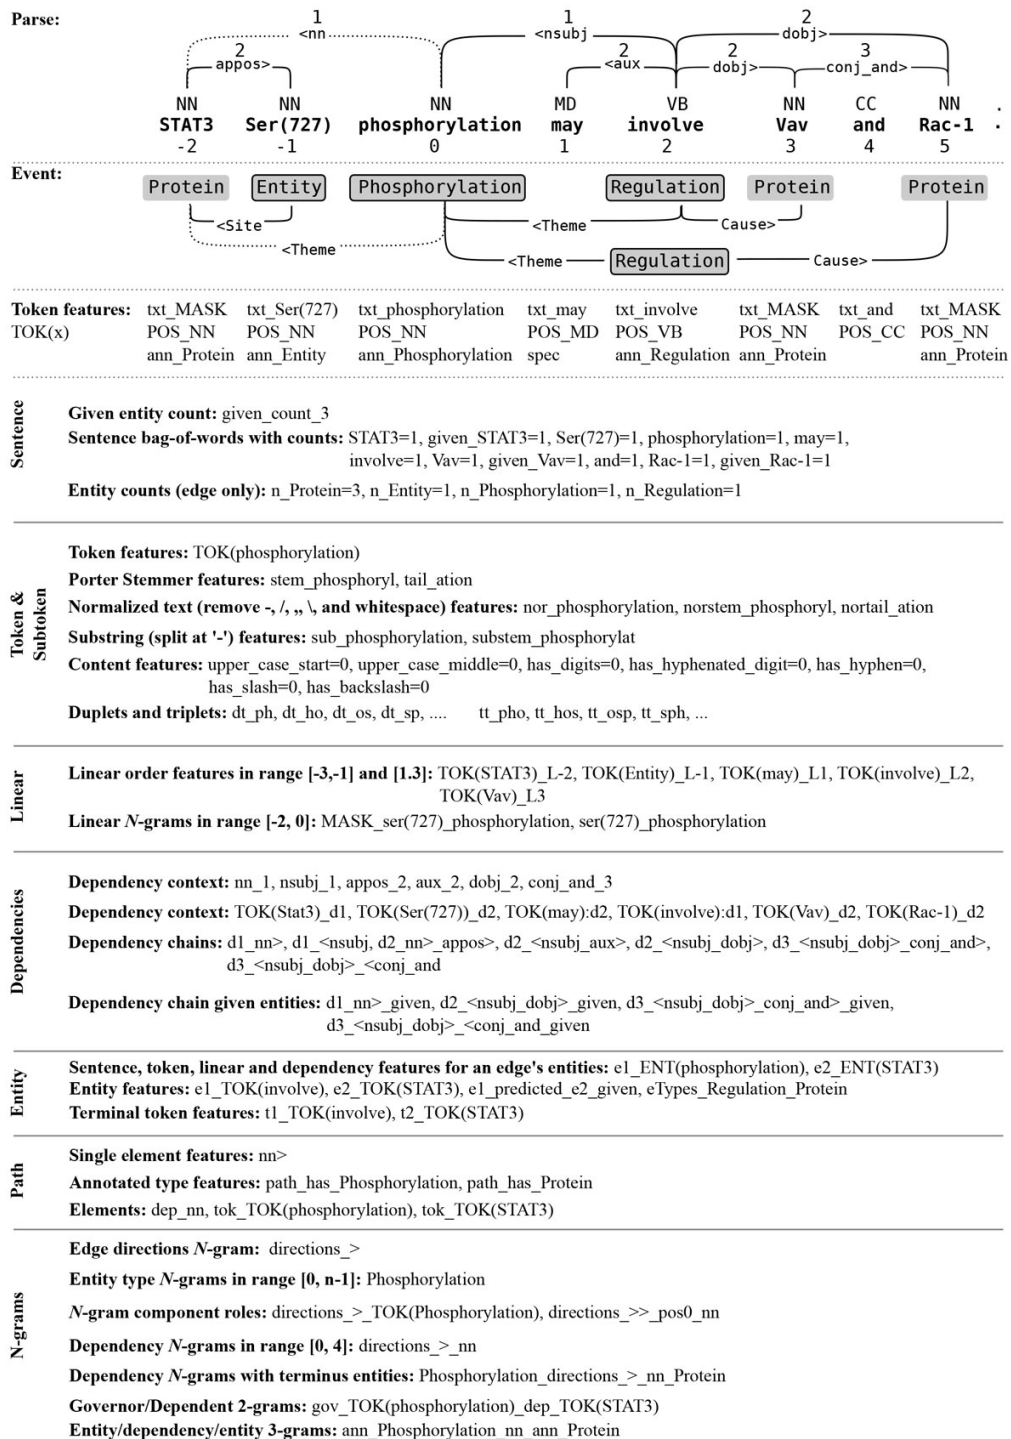 Parse:
1 1 2
<nn <nsubj dobj>
2 2 2 3
appos> <aux dobj> conj_and>
NN NN NN MD VB NN CC NN .
STAT3 Ser(727) phosphorylation may involve Vav and Rac-1 .
-2 -1 0 1 2 3 4 5
Event:
Protein Entity Phosphorylation Regulation Protein Protein
<Site <Theme Cause>
<Theme
<Theme Regulation Cause>
Token features: txt_MASK txt_Ser(727) txt_phosphorylation txt_may txt_involve txt_MASK txt_and txt_MASK
TOK(x) POS_NN POS_NN POS_NN POS_MD POS_VB POS_NN POS_CC POS_NN
ann_Protein ann_Entity ann_Phosphorylation spec ann_Regulation ann_Protein ann_Protein
Sentence
Given entity count: given_count_3
Sentence bag-of-words with counts: STAT3=1, given_STAT3=1, Ser(727)=1, phosphorylation=1, may=1,
involve=1, Vav=1, given_Vav=1, and=1, Rac-1=1, given_Rac-1=1
Entity counts (edge only): n_Protein=3, n_Entity=1, n_Phosphorylation=1, n_Regulation=1
Token &
Subtoken
Token features: TOK(phosphorylation)
Porter Stemmer features: stem_phosphoryl, tail_ation
Normalized text (remove -, /, ,, \, and whitespace) features: nor_phosphorylation, norstem_phosphoryl, nortail_ation
Substring (split at '-') features: sub_phosphorylation, substem_phosphorylat
Content features: upper_case_start=0, upper_case_middle=0, has_digits=0, has_hyphenated_digit=0, has_hyphen=0,
has_slash=0, has_backslash=0
Duplets and triplets: dt_ph, dt_ho, dt_os, dt_sp, .... tt_pho, tt_hos, tt_osp, tt_sph, ...
Linear
Linear order features in range [-3,-1] and [1.3]: TOK(STAT3)_L-2, TOK(Entity)_L-1, TOK(may)_L1, TOK(involve)_L2,
TOK(Vav)_L3
Linear N-grams in range [-2, 0]: MASK_ser(727)_phosphorylation, ser(727)_phosphorylation
Dependencies
Dependency context: nn_1, nsubj_1, appos_2, aux_2, dobj_2, conj_and_3
Dependency context: TOK(Stat3)_d1, TOK(Ser(727))_d2, TOK(may):d2, TOK(involve):d1, TOK(Vav)_d2, TOK(Rac-1)_d2
Dependency chains: d1_nn>, d1_<nsubj, d2_nn>_appos>, d2_<nsubj_aux>, d2_<nsubj_dobj>, d3_<nsubj_dobj>_conj_and>,
d3_<nsubj_dobj>_<conj_and
Dependency chain given entities: d1_nn>_given, d2_<nsubj_dobj>_given, d3_<nsubj_dobj>_conj_and>_given,
d3_<nsubj_dobj>_<conj_and_given
Entity
Sentence, token, linear and dependency features for an edge's entities: e1_ENT(phosphorylation), e2_ENT(STAT3)
Entity features: e1_TOK(involve), e2_TOK(STAT3), e1_predicted_e2_given, eTypes_Regulation_Protein
Terminal token features: t1_TOK(involve), t2_TOK(STAT3)
Path
Single element features: nn>
Annotated type features: path_has_Phosphorylation, path_has_Protein
Elements: dep_nn, tok_TOK(phosphorylation), tok_TOK(STAT3)
N-grams
Edge directions N-gram: directions_>
Entity type N-grams in range [0, n-1]: Phosphorylation
N-gram component roles: directions_>_TOK(Phosphorylation), directions_>>_pos0_nn
Dependency N-grams in range [0, 4]: directions_>_nn
Dependency N-grams with terminus entities: Phosphorylation_directions_>_nn_Protein
Governor/Dependent 2-grams: gov_TOK(phosphorylation)_dep_TOK(STAT3)
Entity/dependency/entity 3-grams: ann_Phosphorylation_nn_ann_Protein